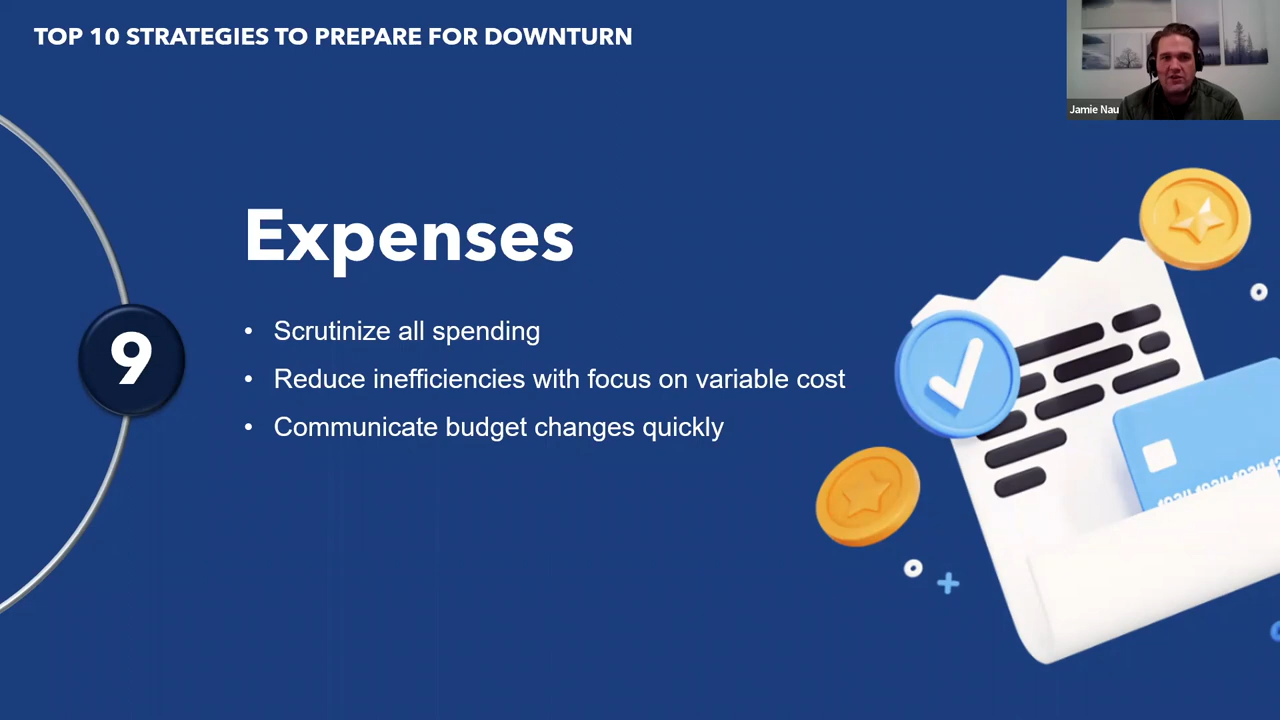 TOP 10 STRATEGIES TO PREPARE FOR DOWNTURN
Jamie Nau
Expenses
9
• Scrutinize all spending
• Reduce inefficiencies with focus on variable cost
• Communicate budget changes quickly